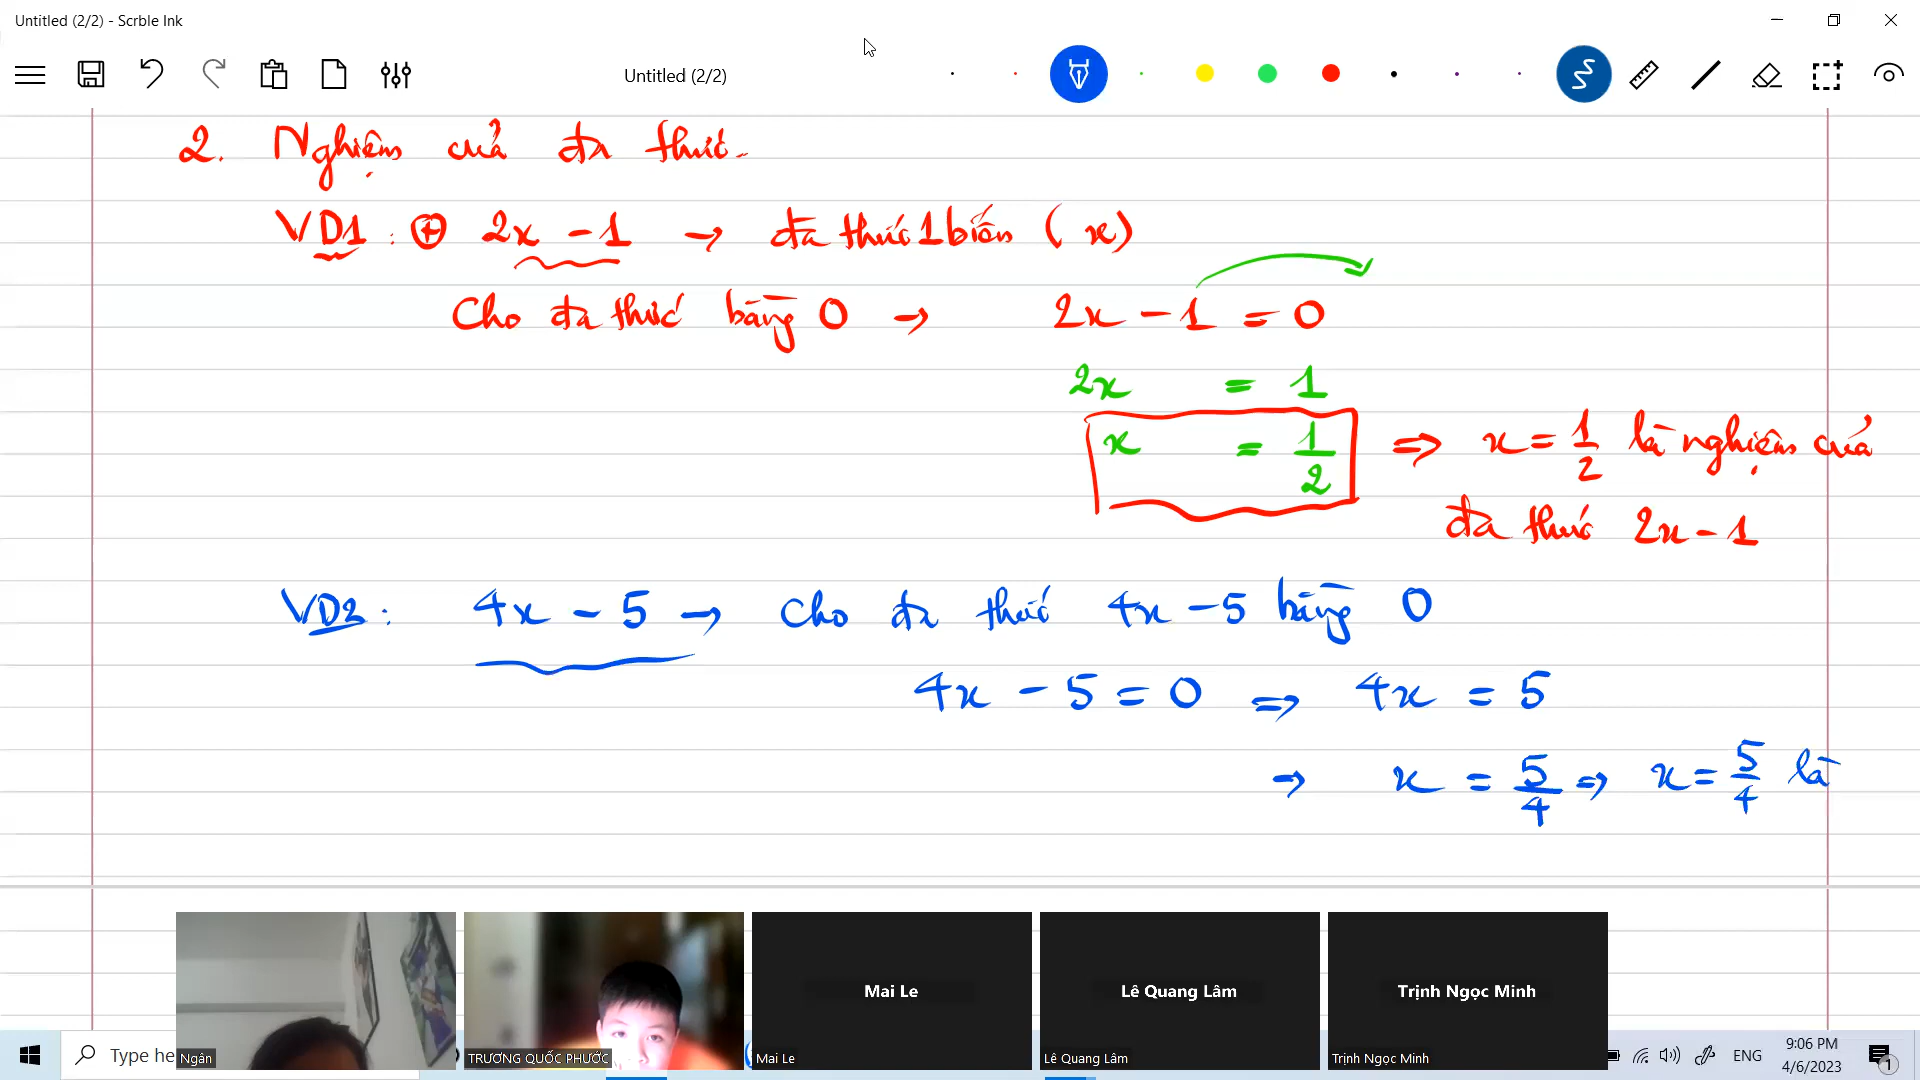 Untitled (2/2) - Scrble Ink
Untitled (2/2)
2. Nghiệm của đa thức.
VD1: ⊕ 2x - 1 → đa thức 1 biến (x)
Cho đa thức bằng 0 → 2x - 1 = 0
2x = 1
x = 1/2 ⇒ x = 1/2 là nghiệm của
đa thức 2x - 1
VD2: 4x - 5 → Cho đa thức 4x - 5 bằng 0
4x - 5 = 0 ⇒ 4x = 5
→ x = 5/4 ⇒ x = 5/4 là
Mai Le
Lê Quang Lâm
Trịnh Ngọc Minh
Ngân
TRƯƠNG QUỐC PHƯỚC
Mai Le
Lê Quang Lâm
Trịnh Ngọc Minh
Type he
ENG
9:06 PM
4/6/2023
1